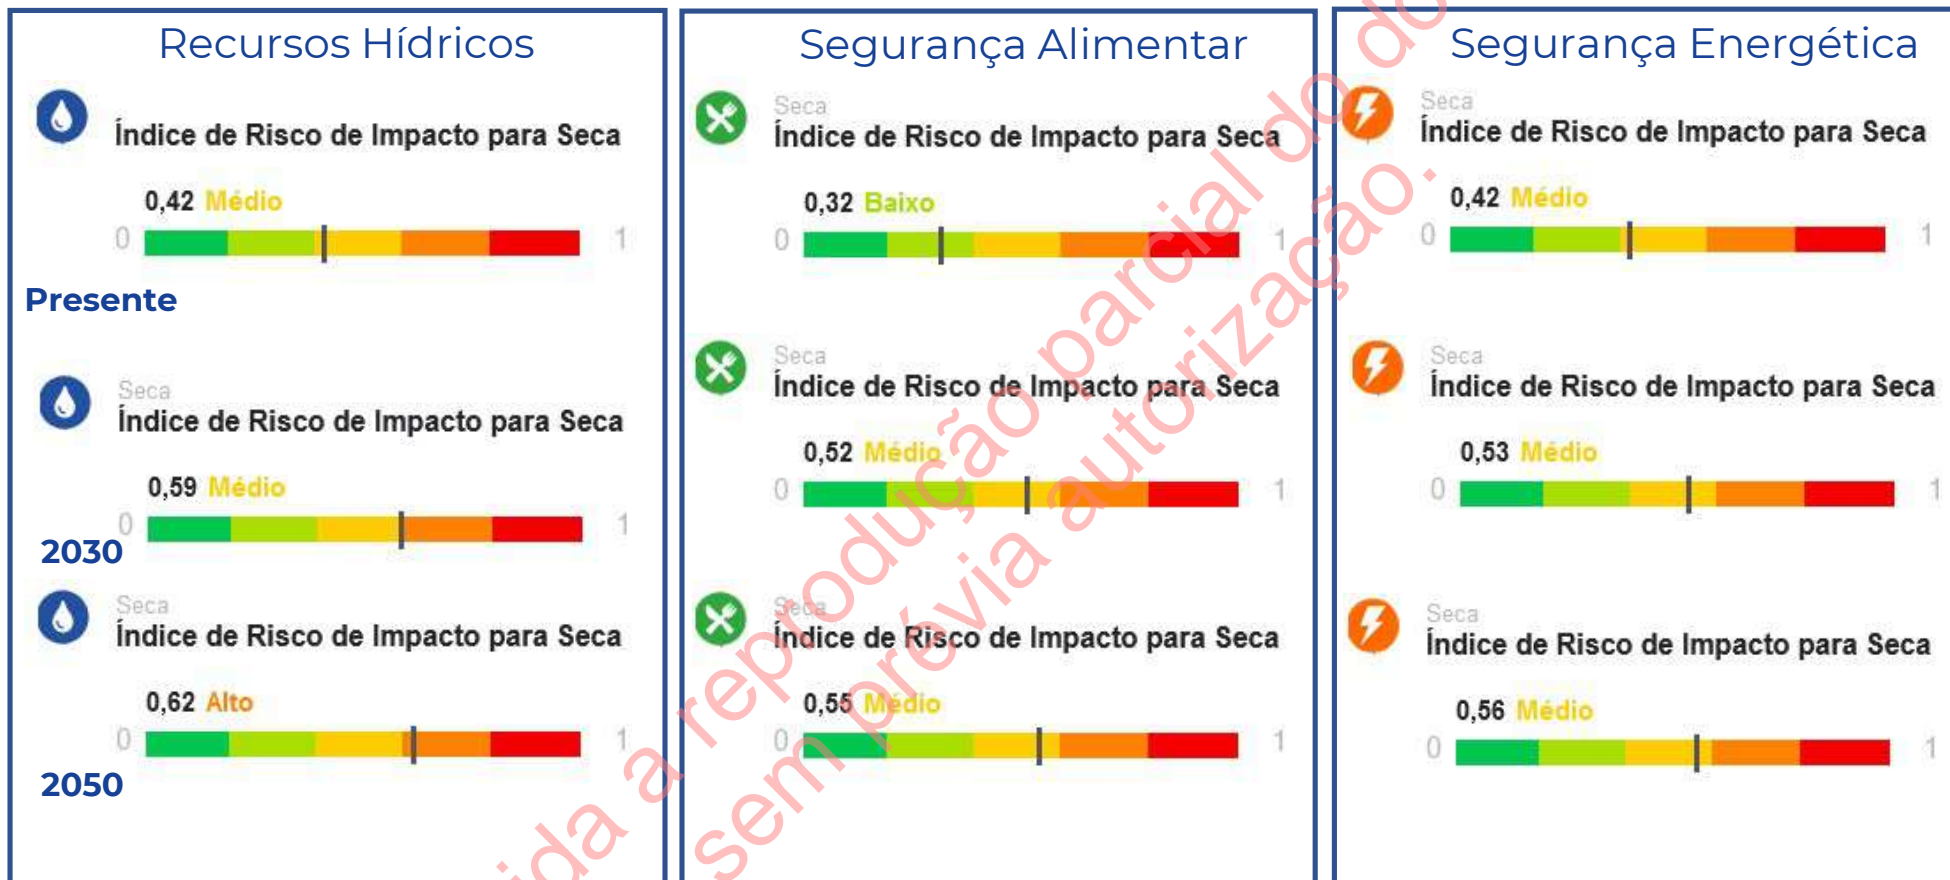 Recursos Hídricos
Índice de Risco de Impacto para Seca
0,42 Médio
0 1
Presente
Seca
Índice de Risco de Impacto para Seca
0,59 Médio
0 1
2030
Seca
Índice de Risco de Impacto para Seca
0,62 Alto
0 1
2050
Segurança Alimentar
Seca
Índice de Risco de Impacto para Seca
0,32 Baixo
0 1
Seca
Índice de Risco de Impacto para Seca
0,52 Médio
0 1
Seca
Índice de Risco de Impacto para Seca
0,55 Médio
0 1
Segurança Energética
Seca
Índice de Risco de Impacto para Seca
0,42 Médio
0 1
Seca
Índice de Risco de Impacto para Seca
0,53 Médio
0 1
Seca
Índice de Risco de Impacto para Seca
0,56 Médio
0 1
ida a reprodução parcial do do
sem prévia autorização.